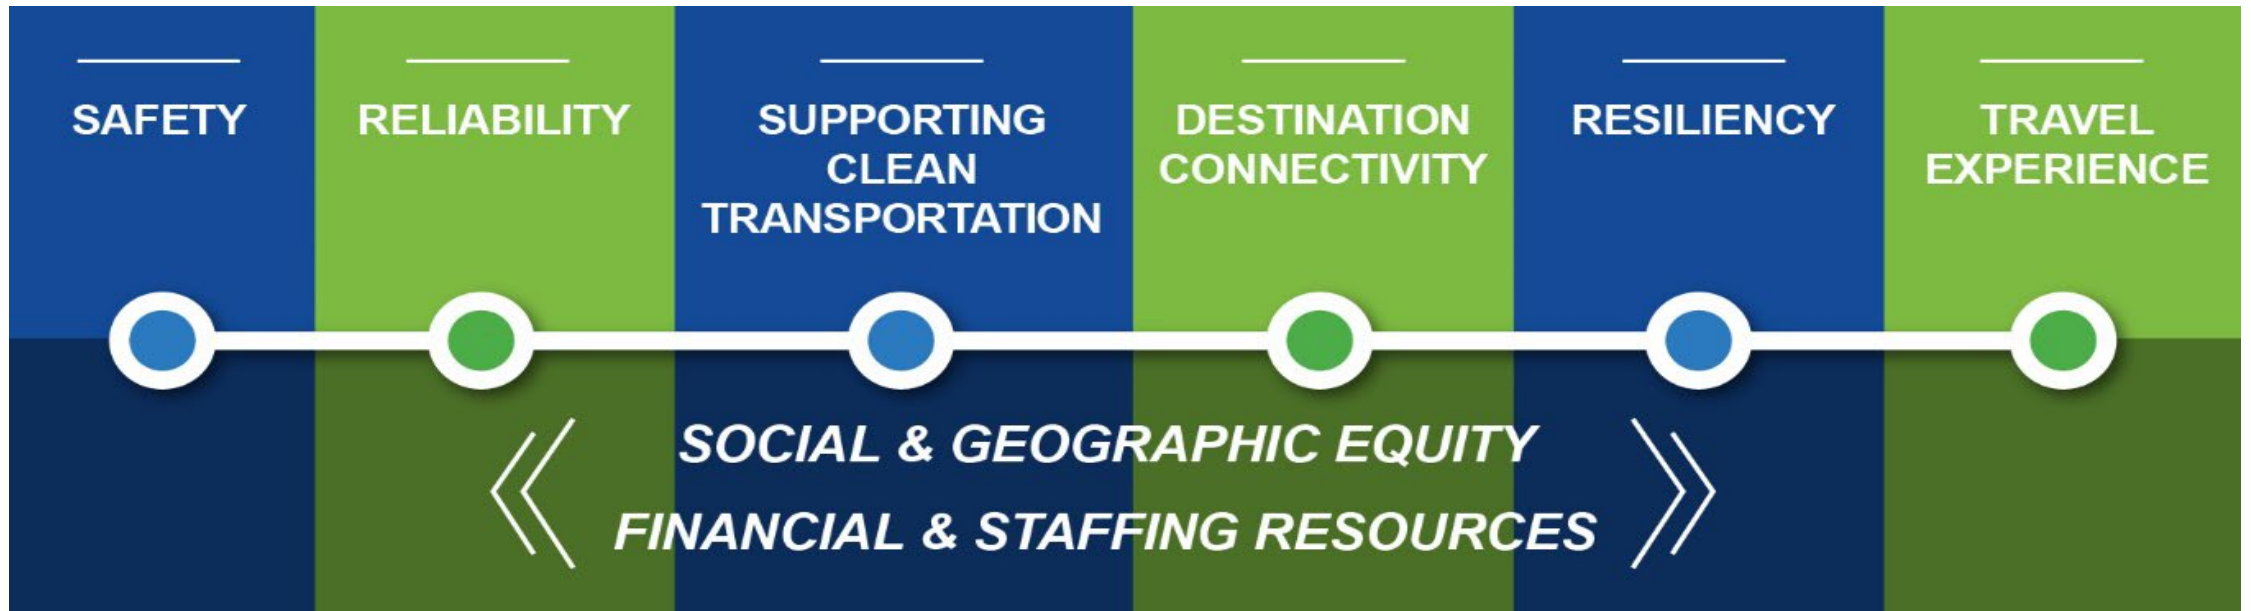 SAFETY
RELIABILITY
SUPPORTING
CLEAN
TRANSPORTATION
DESTINATION
CONNECTIVITY
RESILIENCY
TRAVEL
EXPERIENCE
SOCIAL & GEOGRAPHIC EQUITY
FINANCIAL & STAFFING RESOURCES